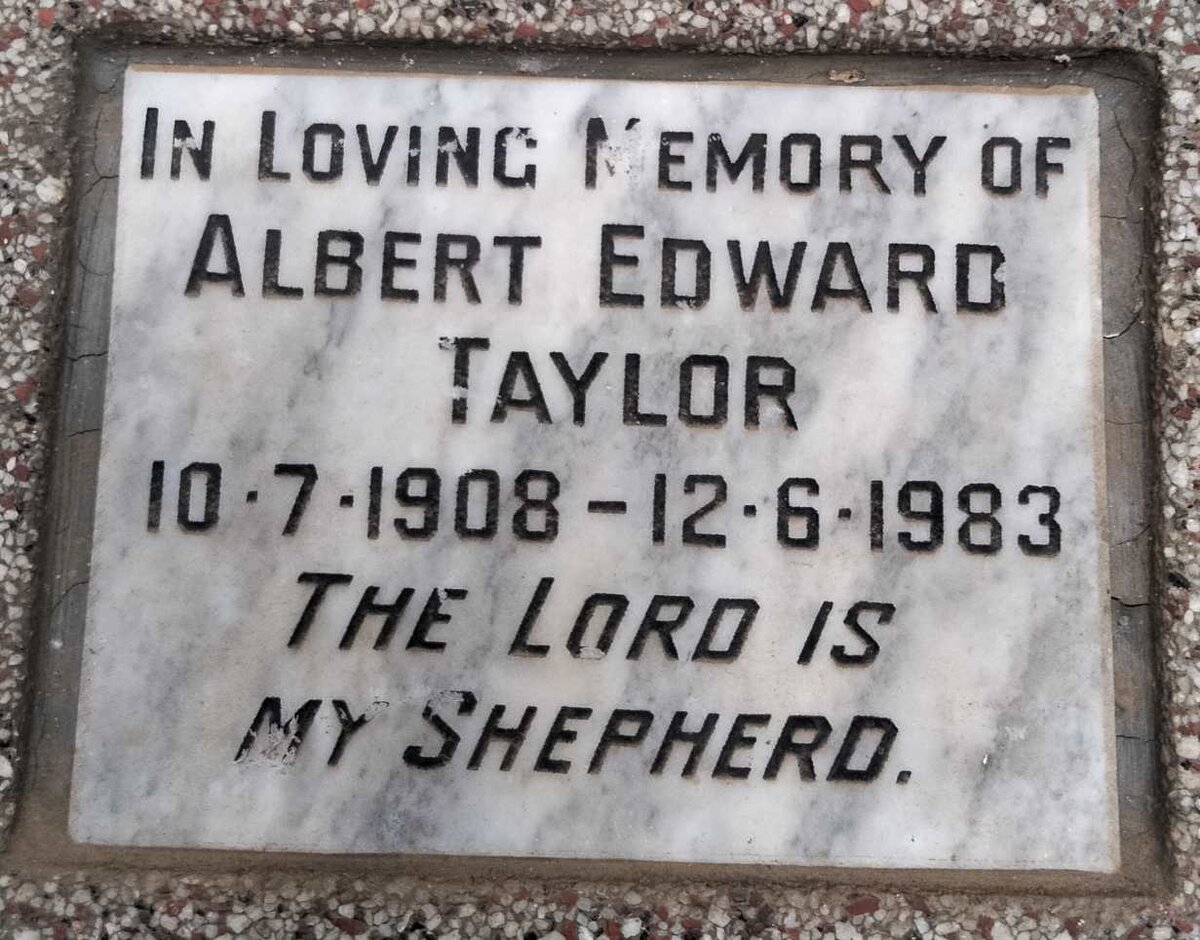 IN LOVING MEMORY OF
ALBERT EDWARD
TAYLOR
10·7·1908 – 12·6·1983
THE LORD IS
MY SHEPHERD.